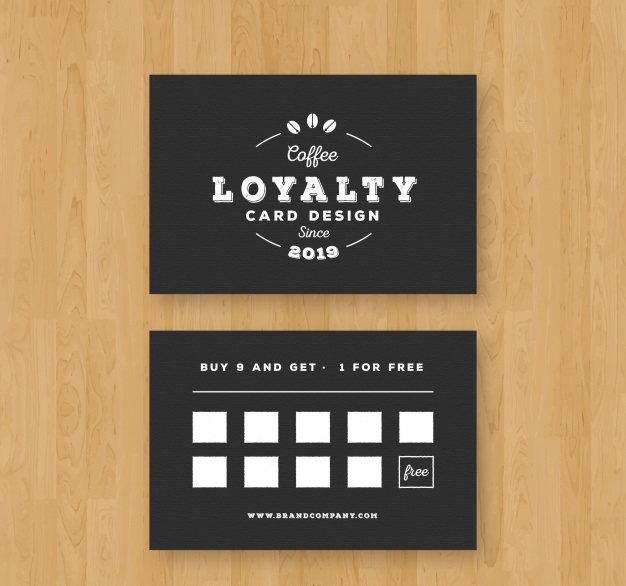 Coffee
LOYALTY
CARD DESIGN
Since
2019
BUY 9 AND GET · 1 FOR FREE
free
WWW.BRANDCOMPANY.COM